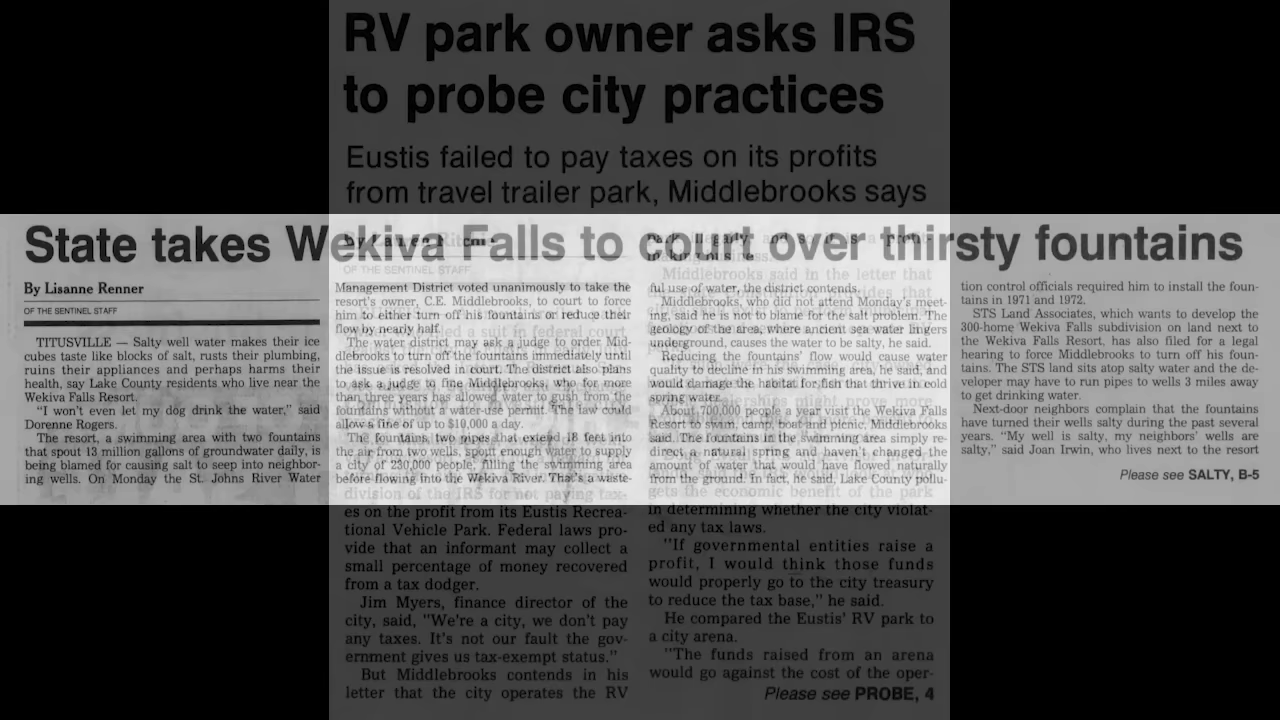 RV park owner asks IRS
to probe city practices
Eustis failed to pay taxes on its profits
from travel trailer park, Middlebrooks says
State takes Wekiva Falls to court over thirsty fountains
By Lisanne Renner
OF THE SENTINEL STAFF
TITUSVILLE — Salty well water makes their ice
cubes taste like blocks of salt, rusts their plumbing,
ruins their appliances and perhaps harms their
health, say Lake County residents who live near the
Wekiva Falls Resort.
"I won't even let my dog drink the water," said
Dorenne Rogers.
The resort, a swimming area with two fountains
that spout 13 million gallons of groundwater daily, is
being blamed for causing salt to seep into neighbor-
ing wells. On Monday the St. Johns River Water
Management District voted unanimously to take the
resort's owner, C.E. Middlebrooks, to court to force
him to either turn off his fountains or reduce their
flow by nearly half.
The water district may ask a judge to order Mid-
dlebrooks to turn off the fountains immediately until
the issue is resolved in court. The district also plans
to ask a judge to fine Middlebrooks, who for more
than three years has allowed water to gush from the
fountains without a water-use permit. The law could
allow a fine of up to $10,000 a day.
The fountains, two pipes that extend 18 feet into
the air from two wells, spout enough water to supply
a city of 230,000 people, filling the swimming area
before flowing into the Wekiva River. That's a waste-
ful use of water, the district contends.
Middlebrooks, who did not attend Monday's meet-
ing, said he is not to blame for the salt problem. The
geology of the area, where ancient sea water lingers
underground, causes the water to be salty, he said.
Reducing the fountains' flow would cause water
quality to decline in his swimming area, he said, and
would damage the habitat for fish that thrive in cold
spring water.
About 700,000 people a year visit the Wekiva Falls
Resort to swim, camp, boat and picnic, Middlebrooks
said. The fountains in the swimming area simply re-
direct a natural spring and haven't changed the
amount of water that would have flowed naturally
from the ground. In fact, he said, Lake County pollu-
tion control officials required him to install the foun-
tains in 1971 and 1972.
STS Land Associates, which wants to develop the
300-home Wekiva Falls subdivision on land next to
the Wekiva Falls Resort, has also filed for a legal
hearing to force Middlebrooks to turn off his foun-
tains. The STS land sits atop salty water and the de-
veloper may have to run pipes to wells 3 miles away
to get drinking water.
Next-door neighbors complain that the fountains
have turned their wells salty during the past several
years. "My well is salty, my neighbors' wells are
salty," said Joan Irwin, who lives next to the resort
Please see SALTY, B-5
OF THE SENTINEL STAFF
division of the IRS for not paying tax-
es on the profit from its Eustis Recrea-
tional Vehicle Park. Federal laws pro-
vide that an informant may collect a
small percentage of money recovered
from a tax dodger.
Jim Myers, finance director of the
city, said, "We're a city, we don't pay
any taxes. It's not our fault the gov-
ernment gives us tax-exempt status."
But Middlebrooks contends in his
letter that the city operates the RV
Middlebrooks said in the letter that
gets the economic benefit of the park
in determining whether the city violat-
ed any tax laws.
"If governmental entities raise a
profit, I would think those funds
would properly go to the city treasury
to reduce the tax base," he said.
He compared the Eustis' RV park to
a city arena.
"The funds raised from an arena
would go against the cost of the oper-
Please see PROBE, 4